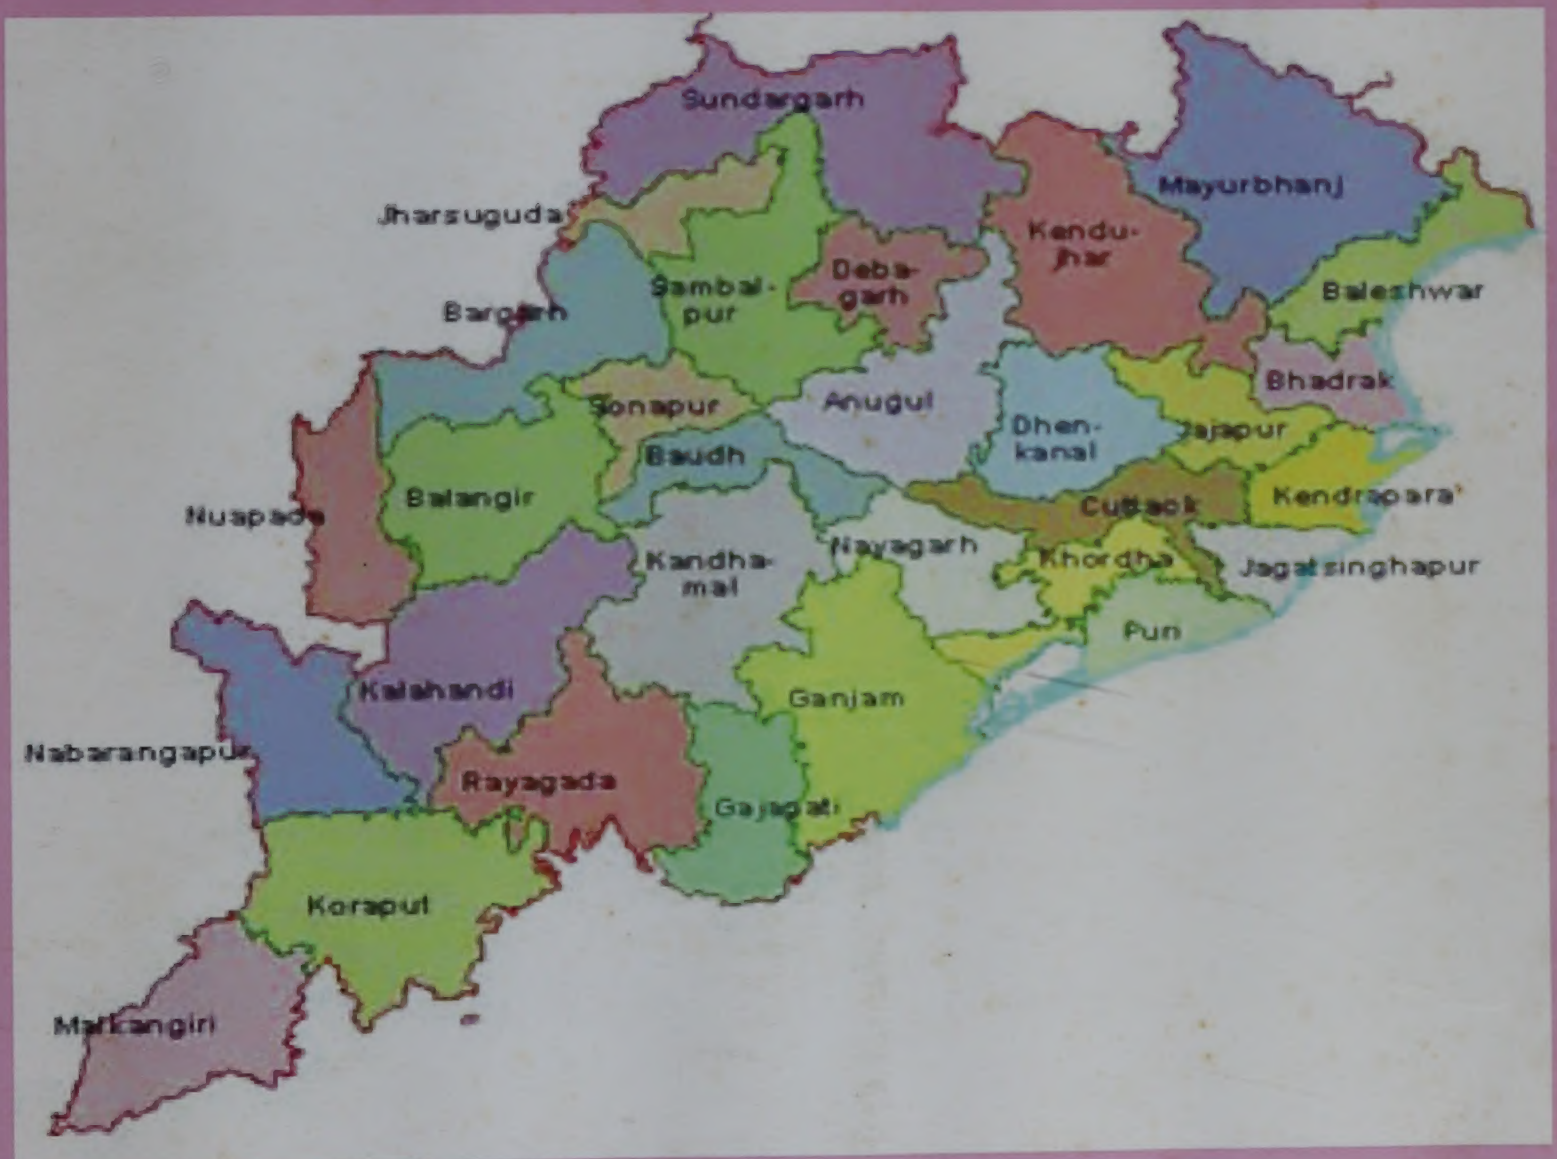 Sundargarh
Mayurbhanj
Jharsuguda
Kendu-
jhar
Deba-
garh
Sambal-
pur
Baleshwar
Bargarh
Bhadrak
Sonapur
Anugul
Dhen-
kanal
Jajapur
Baudh
Balangir
Kendrapara
Cuttack
Nuapada
Nayagarh
Khordha
Jagatsinghapur
Kandha-
mal
Puri
Kalahandi
Ganjam
Nabarangapur
Rayagada
Gajapati
Koraput
Malkangiri